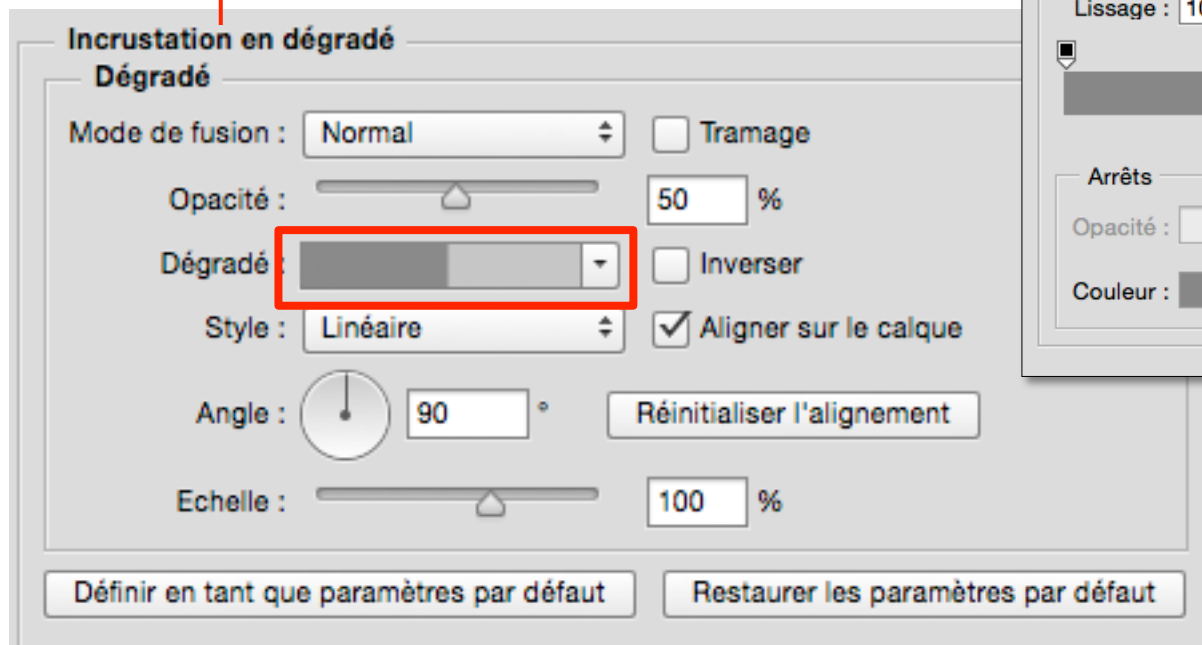 Incrustation en dégradé
Dégradé
Mode de fusion : Normal Tramage
Opacité : 50 %
Dégradé : Inverser
Style : Linéaire Aligner sur le calque
Angle : 90 ° Réinitialiser l'alignement
Echelle : 100 %
Définir en tant que paramètres par défaut Restaurer les paramètres par défaut
Lissage :
Arrêts
Opacité :
Couleur :